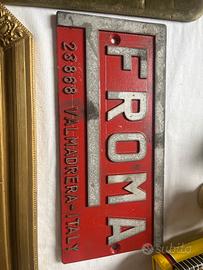 FROMA
23868 VALMADRERA-ITALY
subito